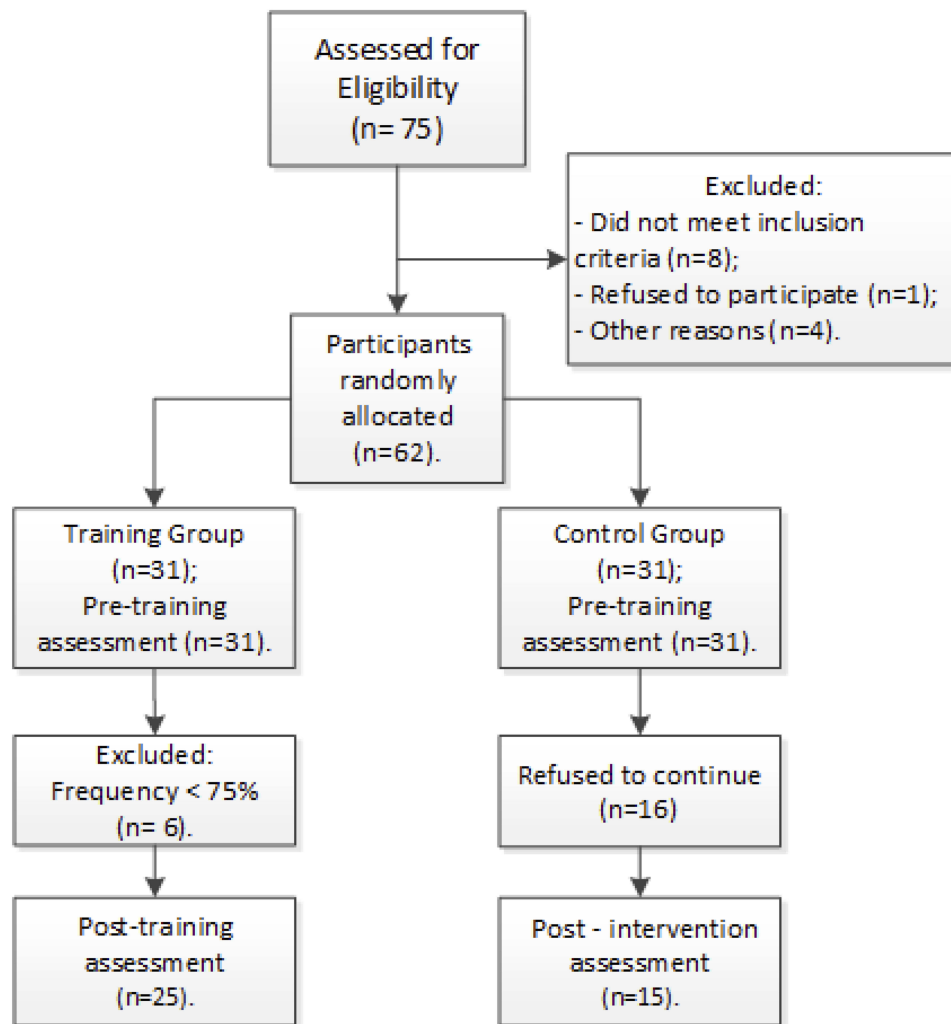 Assessed for
Eligibility
(n= 75)
Excluded:
- Did not meet inclusion
criteria (n=8);
- Refused to participate (n=1);
- Other reasons (n=4).
Participants
randomly
allocated
(n=62).
Training Group
(n=31);
Pre-training
assessment (n=31).
Control Group
(n=31);
Pre-training
assessment (n=31).
Excluded:
Frequency < 75%
(n= 6).
Refused to continue
(n=16)
Post-training
assessment
(n=25).
Post - intervention
assessment
(n=15).